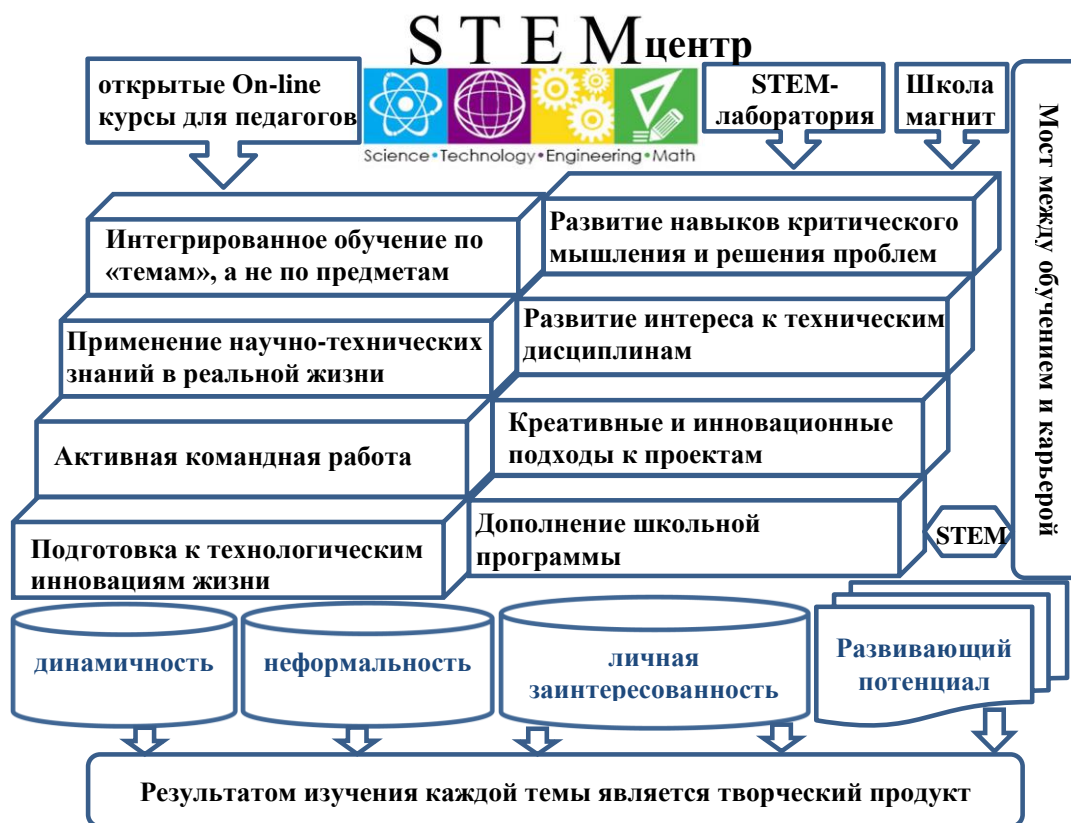 S T E M центр
открытые On-line
курсы для педагогов
Science•Technology•Engineering•Math
STEM-
лаборатория
Школа
магнит
Мост между обучением и карьерой
Интегрированное обучение по
«темам», а не по предметам
Развитие навыков критического
мышления и решения проблем
Применение научно-технических
знаний в реальной жизни
Развитие интереса к техническим
дисциплинам
Активная командная работа
Креативные и инновационные
подходы к проектам
Подготовка к технологическим
инновациям жизни
Дополнение школьной
программы
STEM
динамичность
неформальность
личная
заинтересованность
Развивающий
потенциал
Результатом изучения каждой темы является творческий продукт